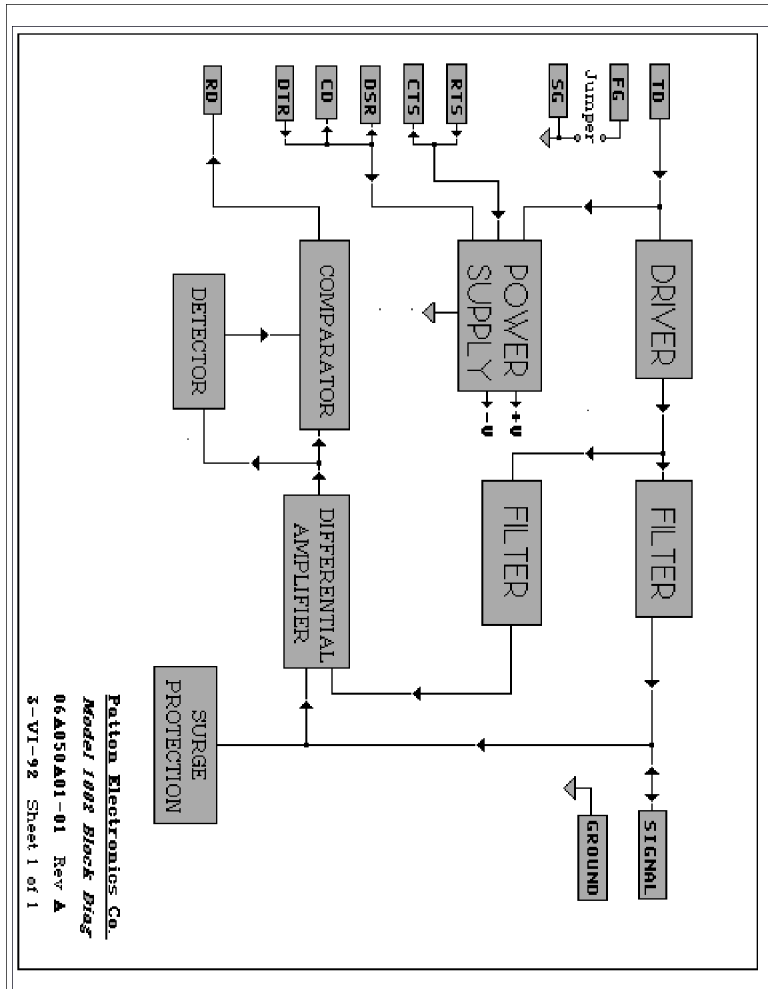 TD
FG
Jumper
SG
RTS
CTS
DSR
CD
DTR
RD
DRIVER
POWER
SUPPLY
+V
-V
COMPARATOR
DETECTOR
FILTER
FILTER
DIFFERENTIAL
AMPLIFIER
SIGNAL
GROUND
SURGE
PROTECTION
Patton Electronics Co.
Model 1002 Block Diag
06A050A01-01 Rev A
3-VI-92 Sheet 1 of 1